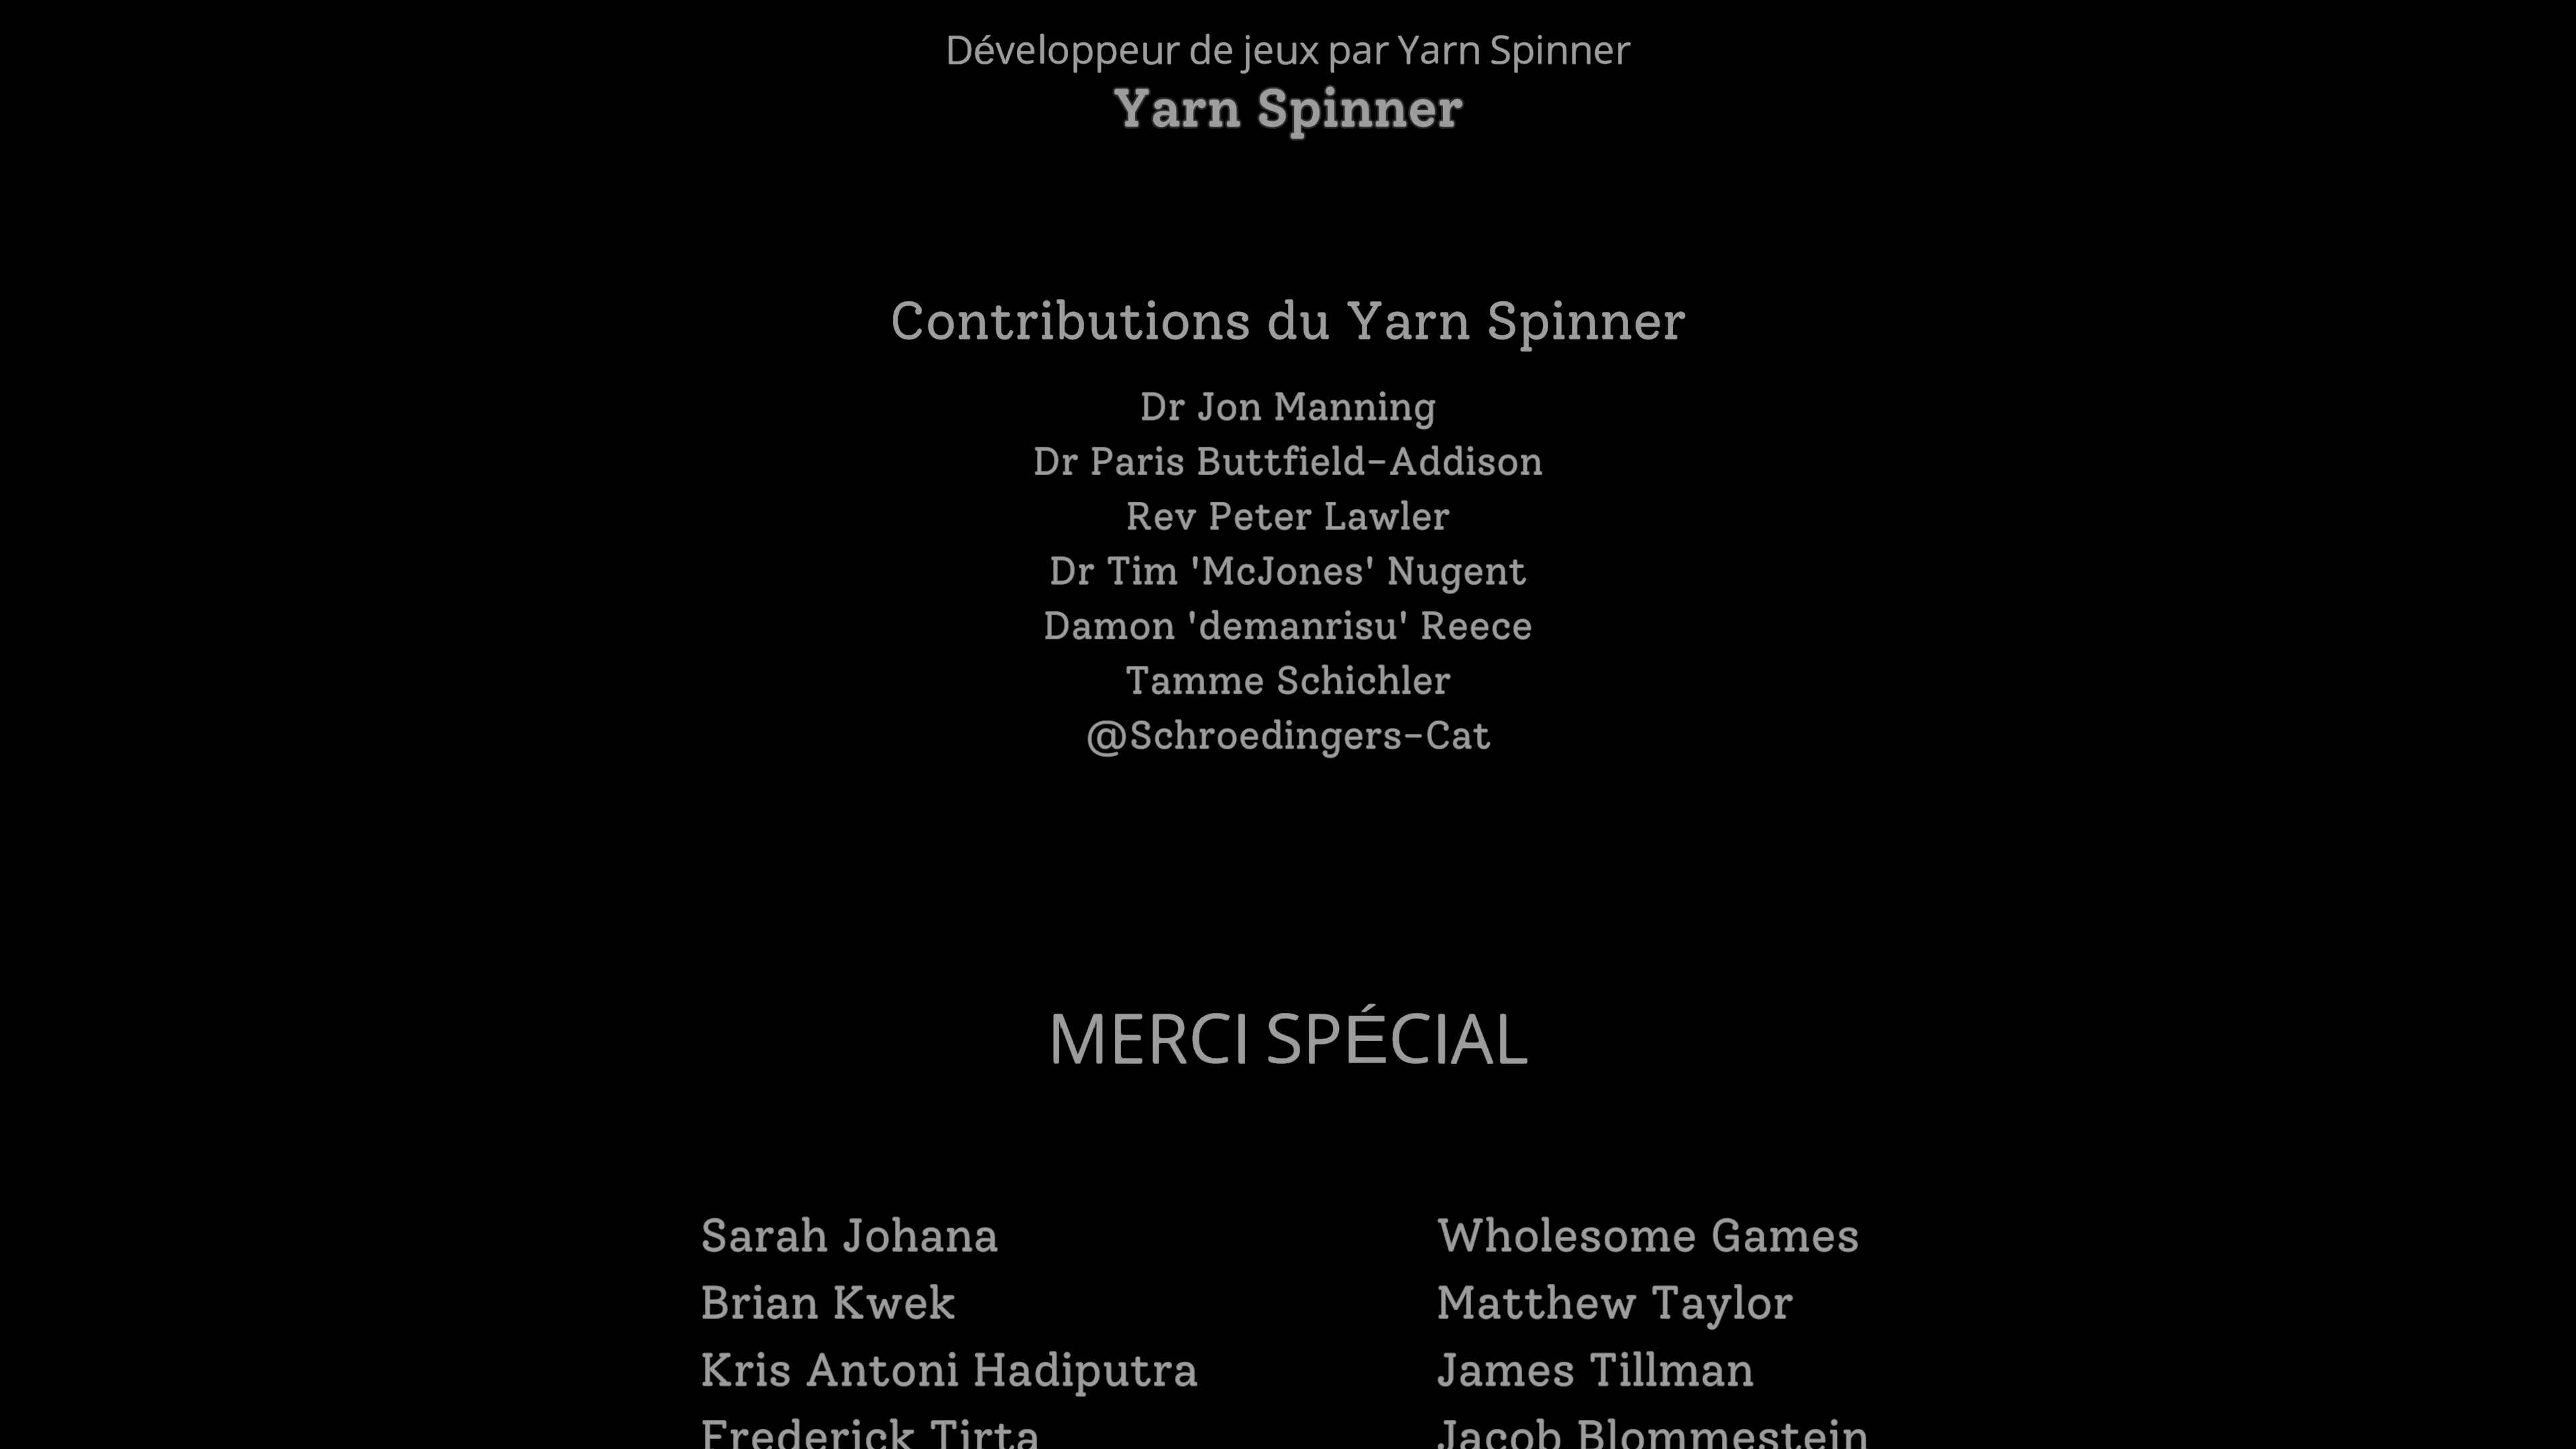 Développeur de jeux par Yarn Spinner
Yarn Spinner
Contributions du Yarn Spinner
Dr Jon Manning
Dr Paris Buttfield-Addison
Rev Peter Lawler
Dr Tim 'McJones' Nugent
Damon 'demanrisu' Reece
Tamme Schichler
@Schroedingers-Cat
MERCI SPÉCIAL
Sarah Johana
Brian Kwek
Kris Antoni Hadiputra
Frederick Tirta
Wholesome Games
Matthew Taylor
James Tillman
Jacob Blommestein